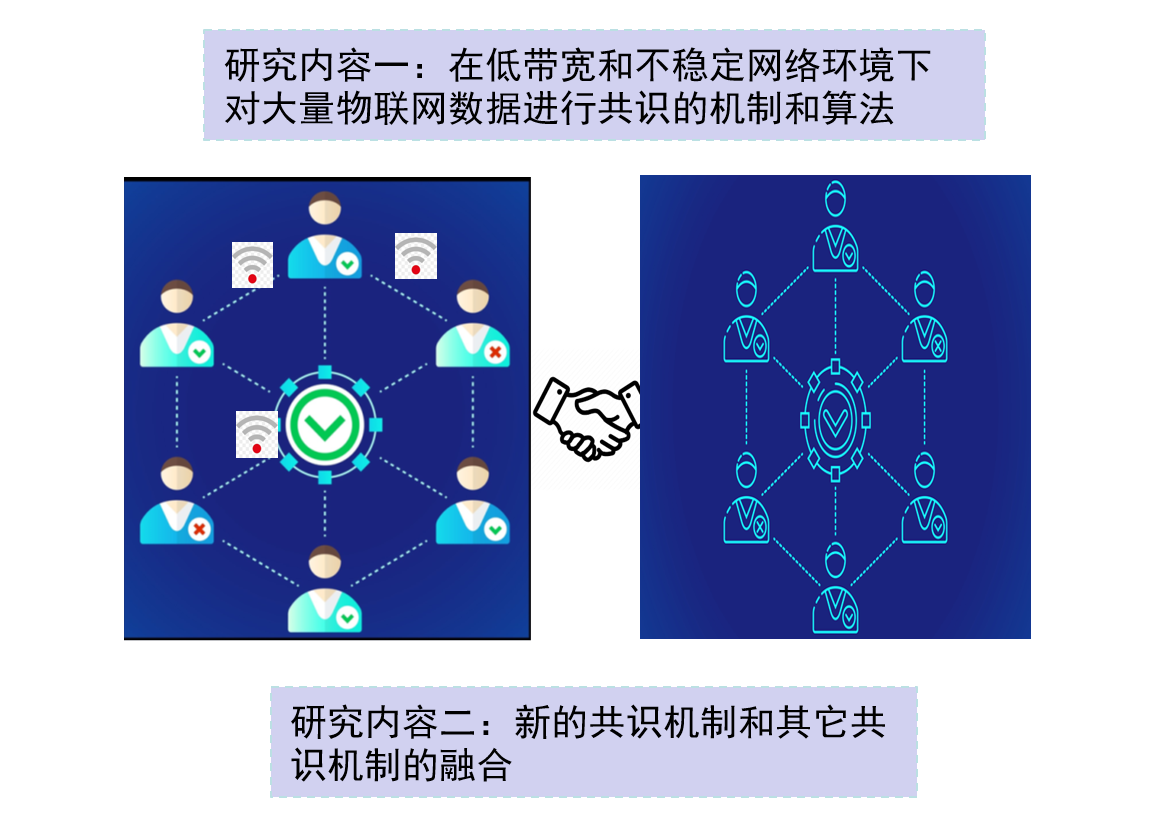 研究内容一：在低带宽和不稳定网络环境下
对大量物联网数据进行共识的机制和算法
研究内容二：新的共识机制和其它共
识机制的融合